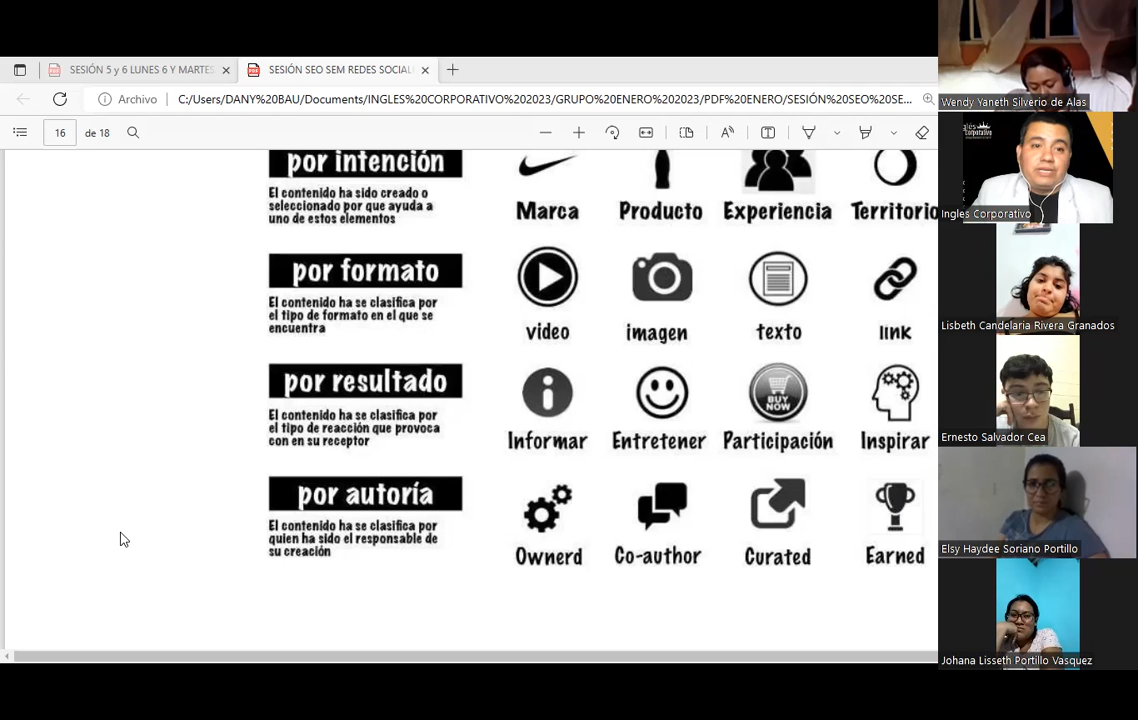 SESIÓN 5 y 6 LUNES 6 Y MARTES
SESIÓN SEO SEM REDES SOCIAL
Archivo
C:/Users/DANY%20BAU/Documents/INGLES%20CORPORATIVO%202023/GRUPO%20ENERO%202023/PDF%20ENERO/SESIÓN%20SEO%20SE...
16 de 18
por intención
El contenido ha sido creado o
seleccionado por que ayuda a
uno de estos elementos
Marca Producto Experiencia Territorio
por formato
El contenido ha se clasifica por
el tipo de formato en el que se
encuentra
video imagen texto link
por resultado
El contenido ha se clasifica por
el tipo de reacción que provoca
con en su receptor
BUY
NOW
Informar Entretener Participación Inspirar
por autoría
El contenido ha se clasifica por
quien ha sido el responsable de
su creación
Ownerd Co-author Curated Earned
Wendy Yaneth Silverio de Alas
Ingles Corporativo
Lisbeth Candelaria Rivera Granados
Ernesto Salvador Cea
Elsy Haydee Soriano Portillo
Johana Lisseth Portillo Vasquez